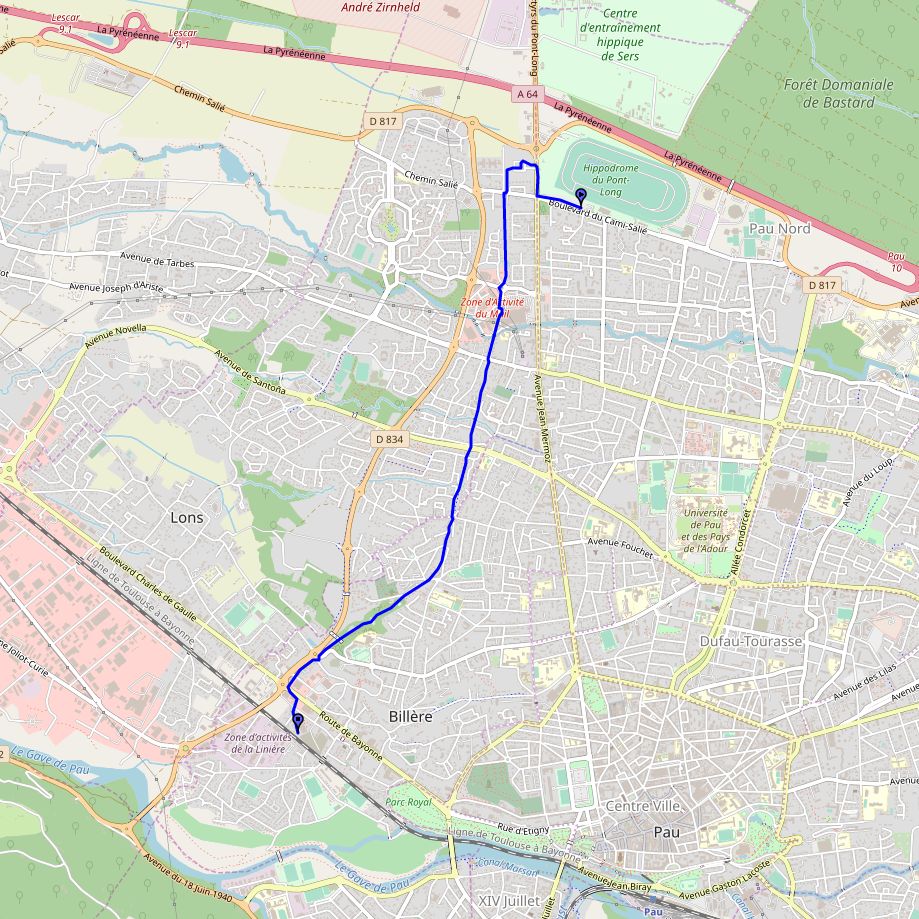 Lescar
9.1
André Zirnheld
Centre
d'entraînement
hippique
de Sers
La Pyrénéenne
Lescar
9.1
La Pyrénéenne
Forêt Domaniale
de Bastard
Chemin Salié
A 64
La Pyrénéenne
D 817
La Pyrénéenne
Hippodrome
du Pont-
Long
Chemin Salié
Boulevard du Cami-Salié
Pau Nord
Avenue de Tarbes
Pau
10
Avenue Joseph d'Ariste
D 817
Zone d'Activité
du Mail
Avenue Novella
Avenue de Santoña
Avenue Jean Mermoz
D 834
Avenue du Loup
Lons
Université
de Pau
et des Pays
de l'Adour
Allée Condorcet
Avenue Fouchet
Boulevard Charles de Gaulle
Ligne de Toulouse à Bayonne
Dufau-Tourasse
Joliot-Curie
Avenue des Lilas
Billère
Route de Bayonne
Zone d'activités
de la Linière
Le Gave de Pau
Parc Royal
Centre Ville
Rue d'Etigny
Pau
Ligne de Toulouse à Bayonne
Canal Marsan
Avenue du 18 Juin 1940
Le Gave de Pau
Avenue Jean Biray
Avenue Gaston Lacoste
XIV Juillet
Pau